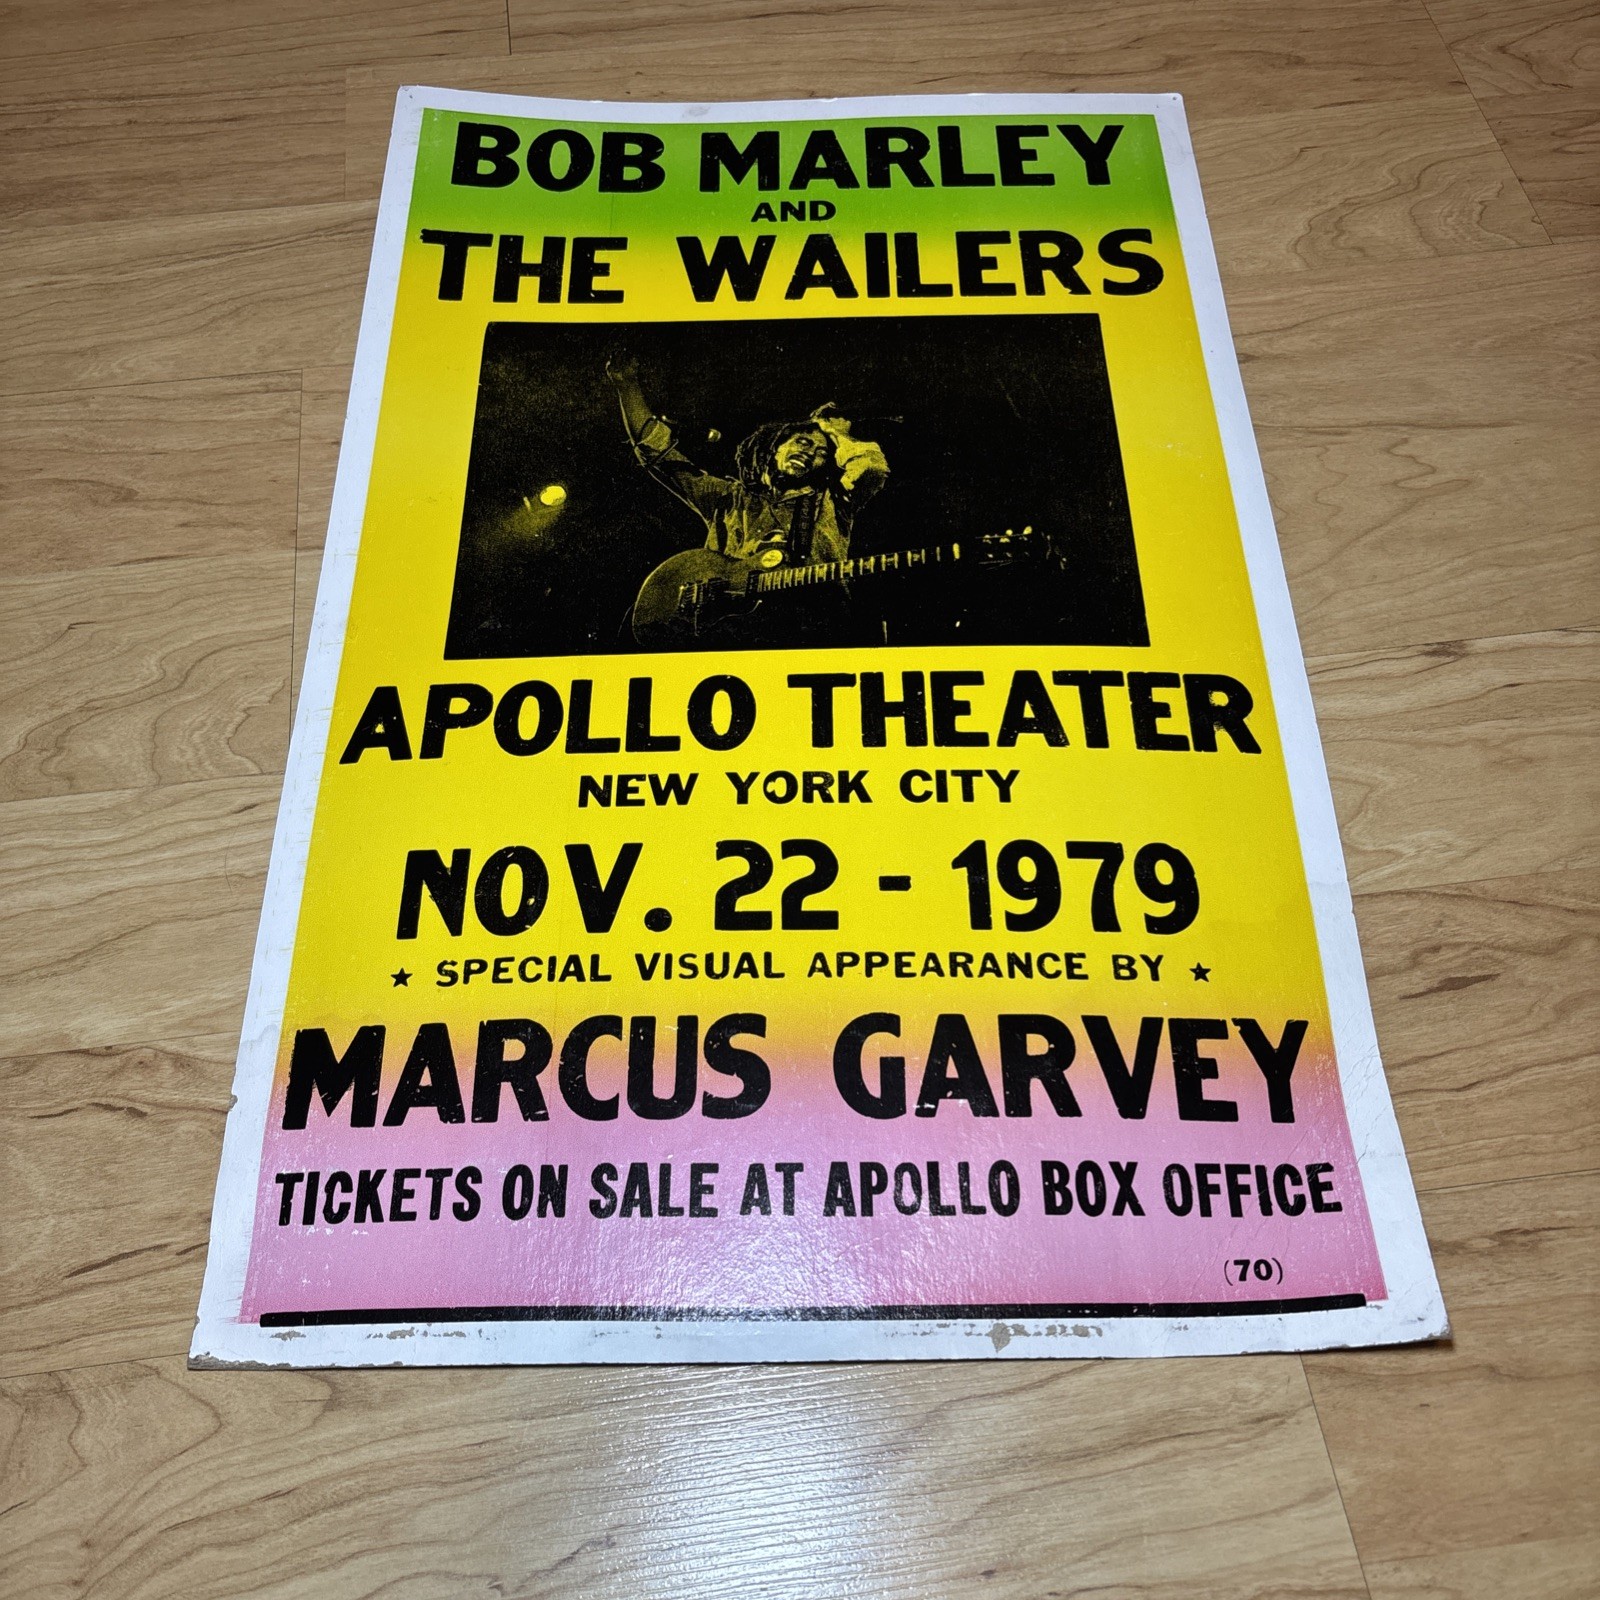 BOB MARLEY
AND
THE WAILERS
APOLLO THEATER
NEW YORK CITY
NOV. 22 - 1979
★ SPECIAL VISUAL APPEARANCE BY ★
MARCUS GARVEY
TICKETS ON SALE AT APOLLO BOX OFFICE
(70)